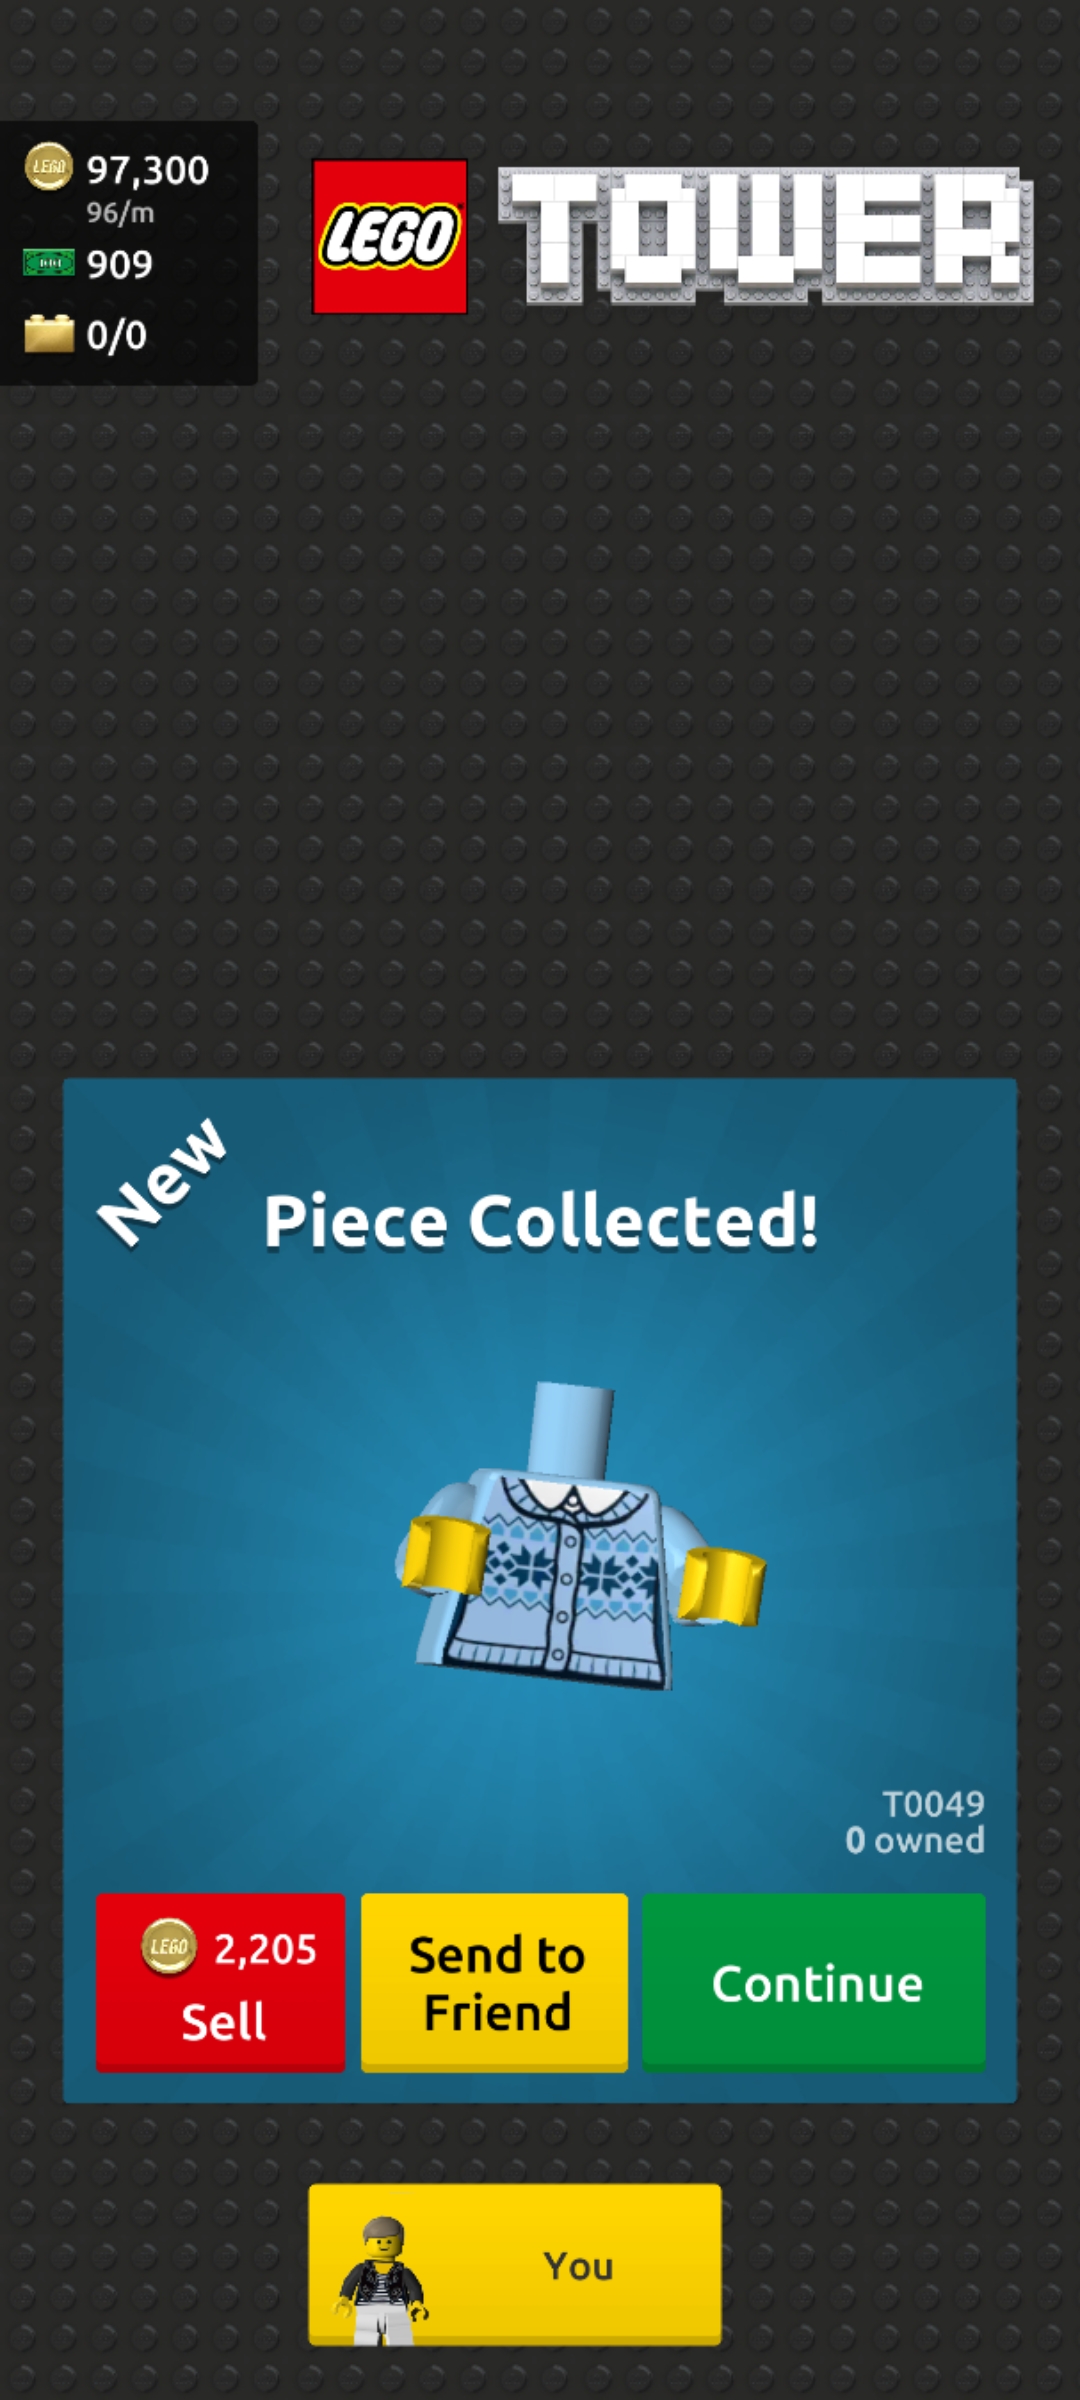 LEGO
97,300
96/m
909
0/0
LEGO
TOWER
New
Piece Collected!
T0049
0 owned
LEGO
2,205
Sell
Send to
Friend
Continue
You